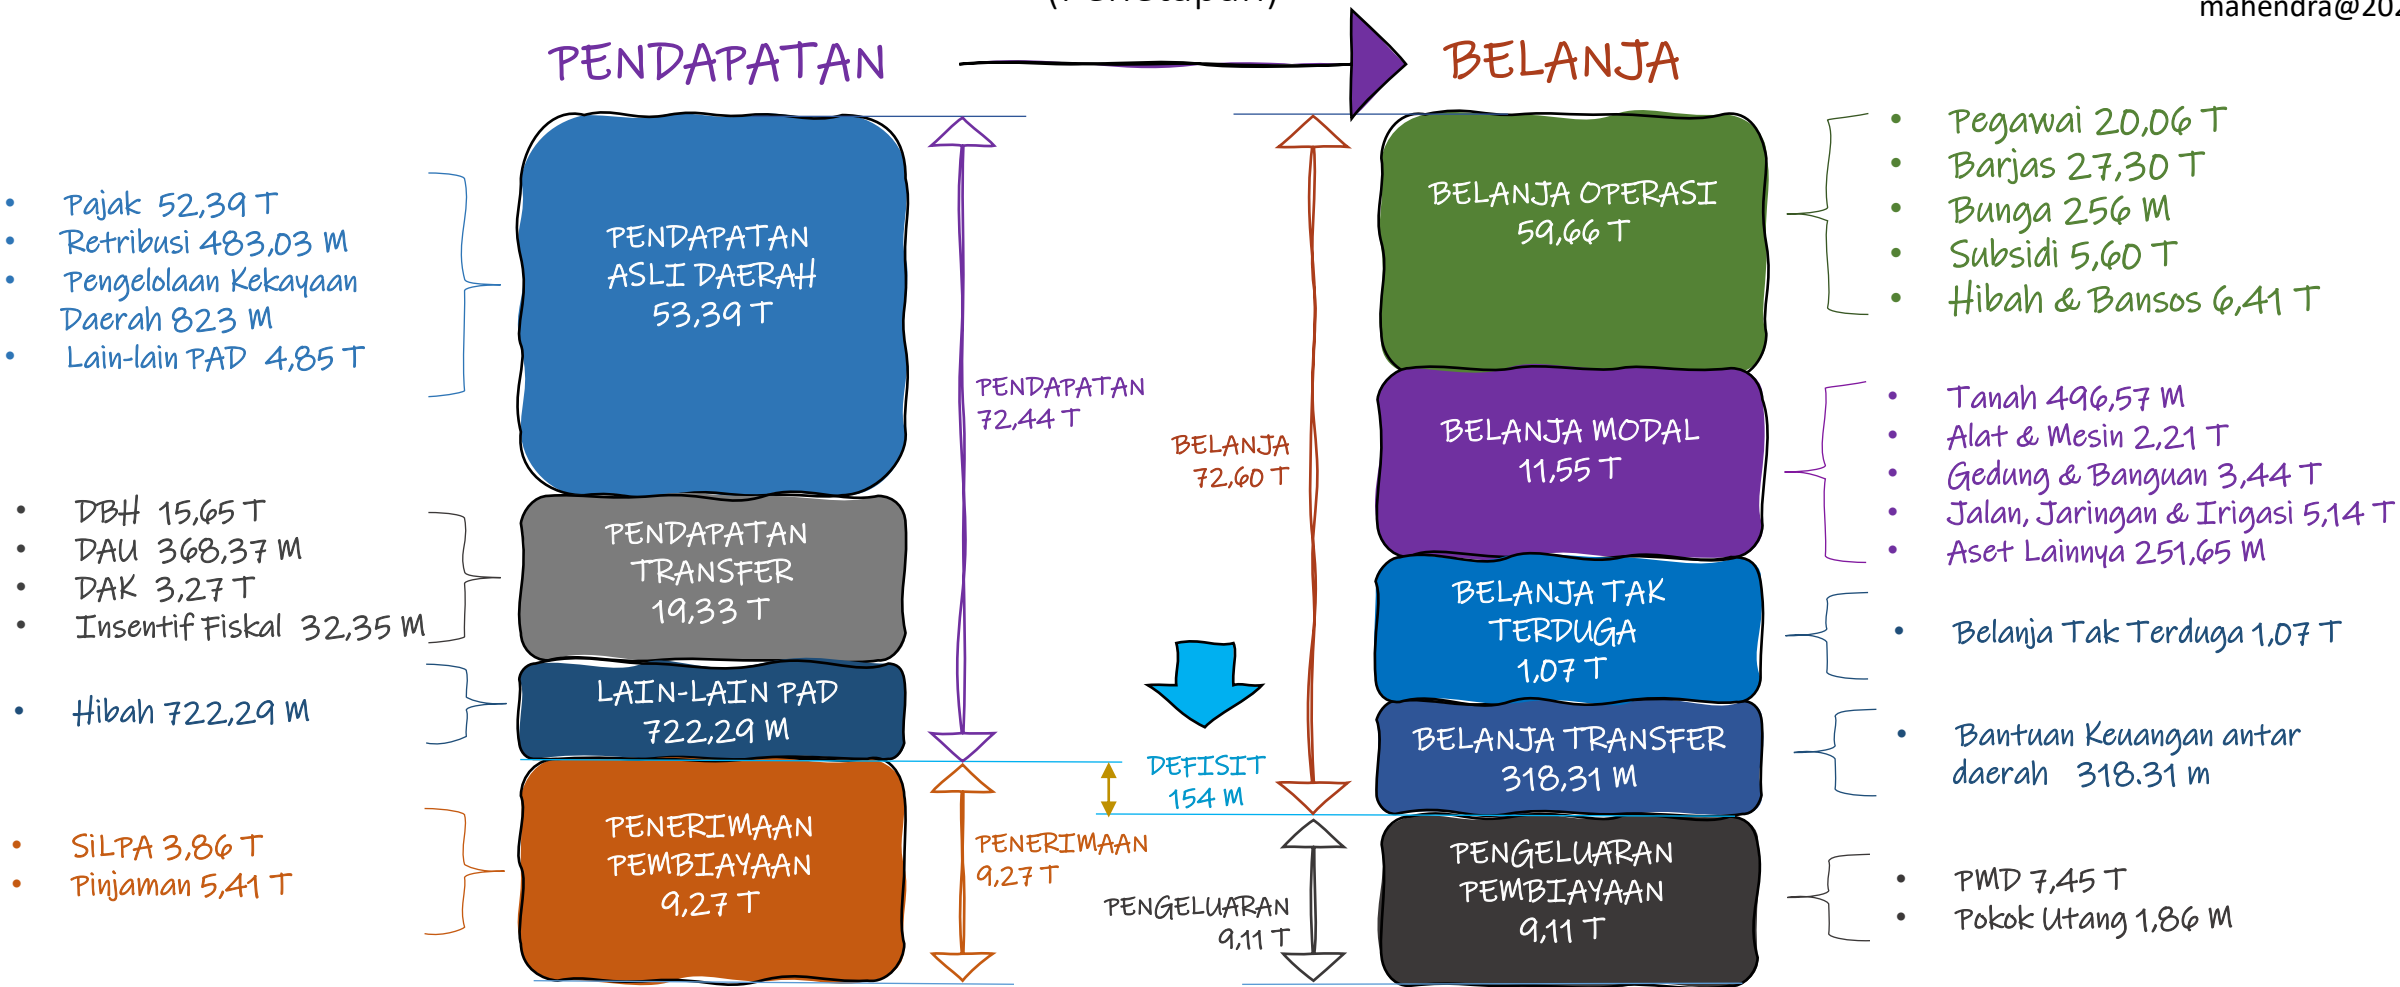 mahendra@202
PENDAPATAN
BELANJA
Pajak 52,39 T
Retribusi 483,03 M
Pengelolaan Kekayaan
Daerah 823 M
Lain-lain PAD 4,85 T
DBH 15,65 T
DAU 368,37 M
DAK 3,27 T
Insentif Fiskal 32,35 M
Hibah 722,29 M
SiLPA 3,86 T
Pinjaman 5,41 T
PENDAPATAN
ASLI DAERAH
53,39 T
PENDAPATAN
TRANSFER
19,33 T
LAIN-LAIN PAD
722,29 M
PENERIMAAN
PEMBIAYAAN
9,27 T
PENDAPATAN
72,44 T
PENERIMAAN
9,27 T
BELANJA
72,60 T
DEFISIT
154 M
PENGELUARAN
9,11 T
BELANJA OPERASI
59,66 T
BELANJA MODAL
11,55 T
BELANJA TAK
TERDUGA
1,07 T
BELANJA TRANSFER
318,31 M
PENGELUARAN
PEMBIAYAAN
9,11 T
Pegawai 20,06 T
Barjas 27,30 T
Bunga 256 M
Subsidi 5,60 T
Hibah & Bansos 6,41 T
Tanah 496,57 M
Alat & Mesin 2,21 T
Gedung & Banguan 3,44 T
Jalan, Jaringan & Irigasi 5,14 T
Aset Lainnya 251,65 M
Belanja Tak Terduga 1,07 T
Bantuan Keuangan antar
daerah 318.31 m
PMD 7,45 T
Pokok Utang 1,86 M